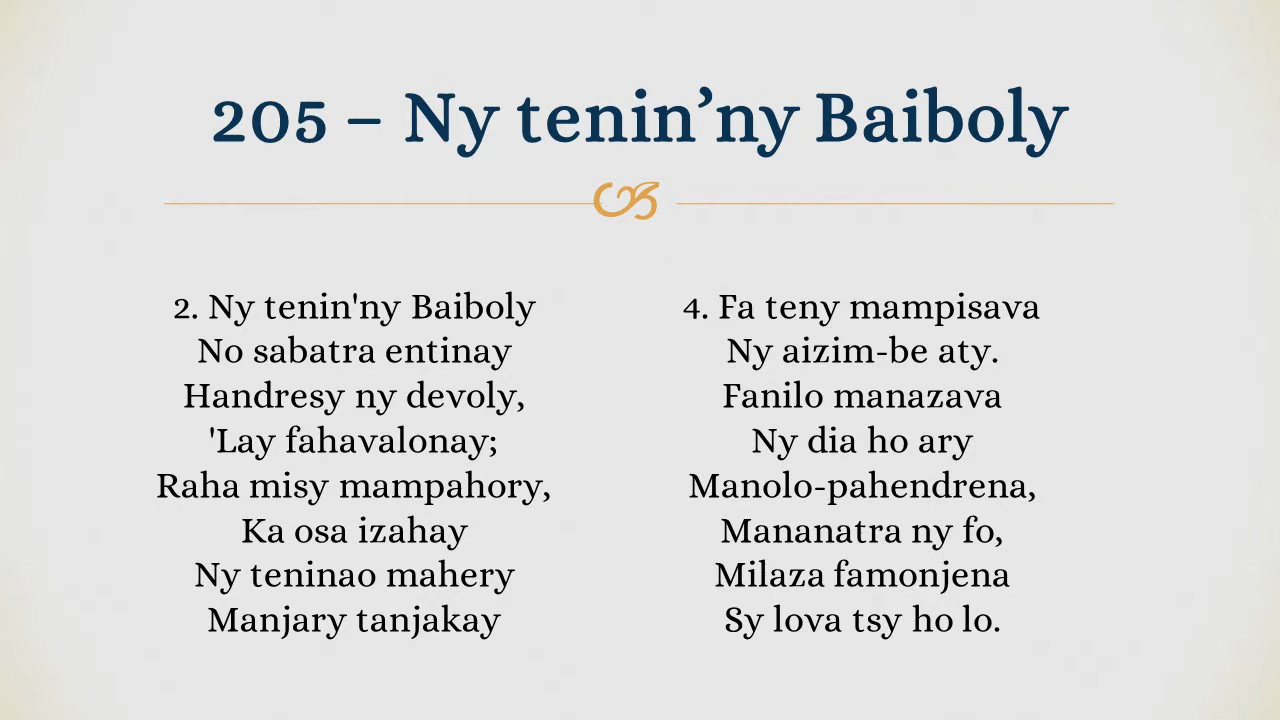 205 – Ny tenin’ny Baiboly
2. Ny tenin'ny Baiboly
No sabatra entinay
Handresy ny devoly,
'Lay fahavalonay;
Raha misy mampahory,
Ka osa izahay
Ny teninao mahery
Manjary tanjakay
4. Fa teny mampisava
Ny aizim-be aty.
Fanilo manazava
Ny dia ho ary
Manolo-pahendrena,
Mananatra ny fo,
Milaza famonjena
Sy lova tsy ho lo.